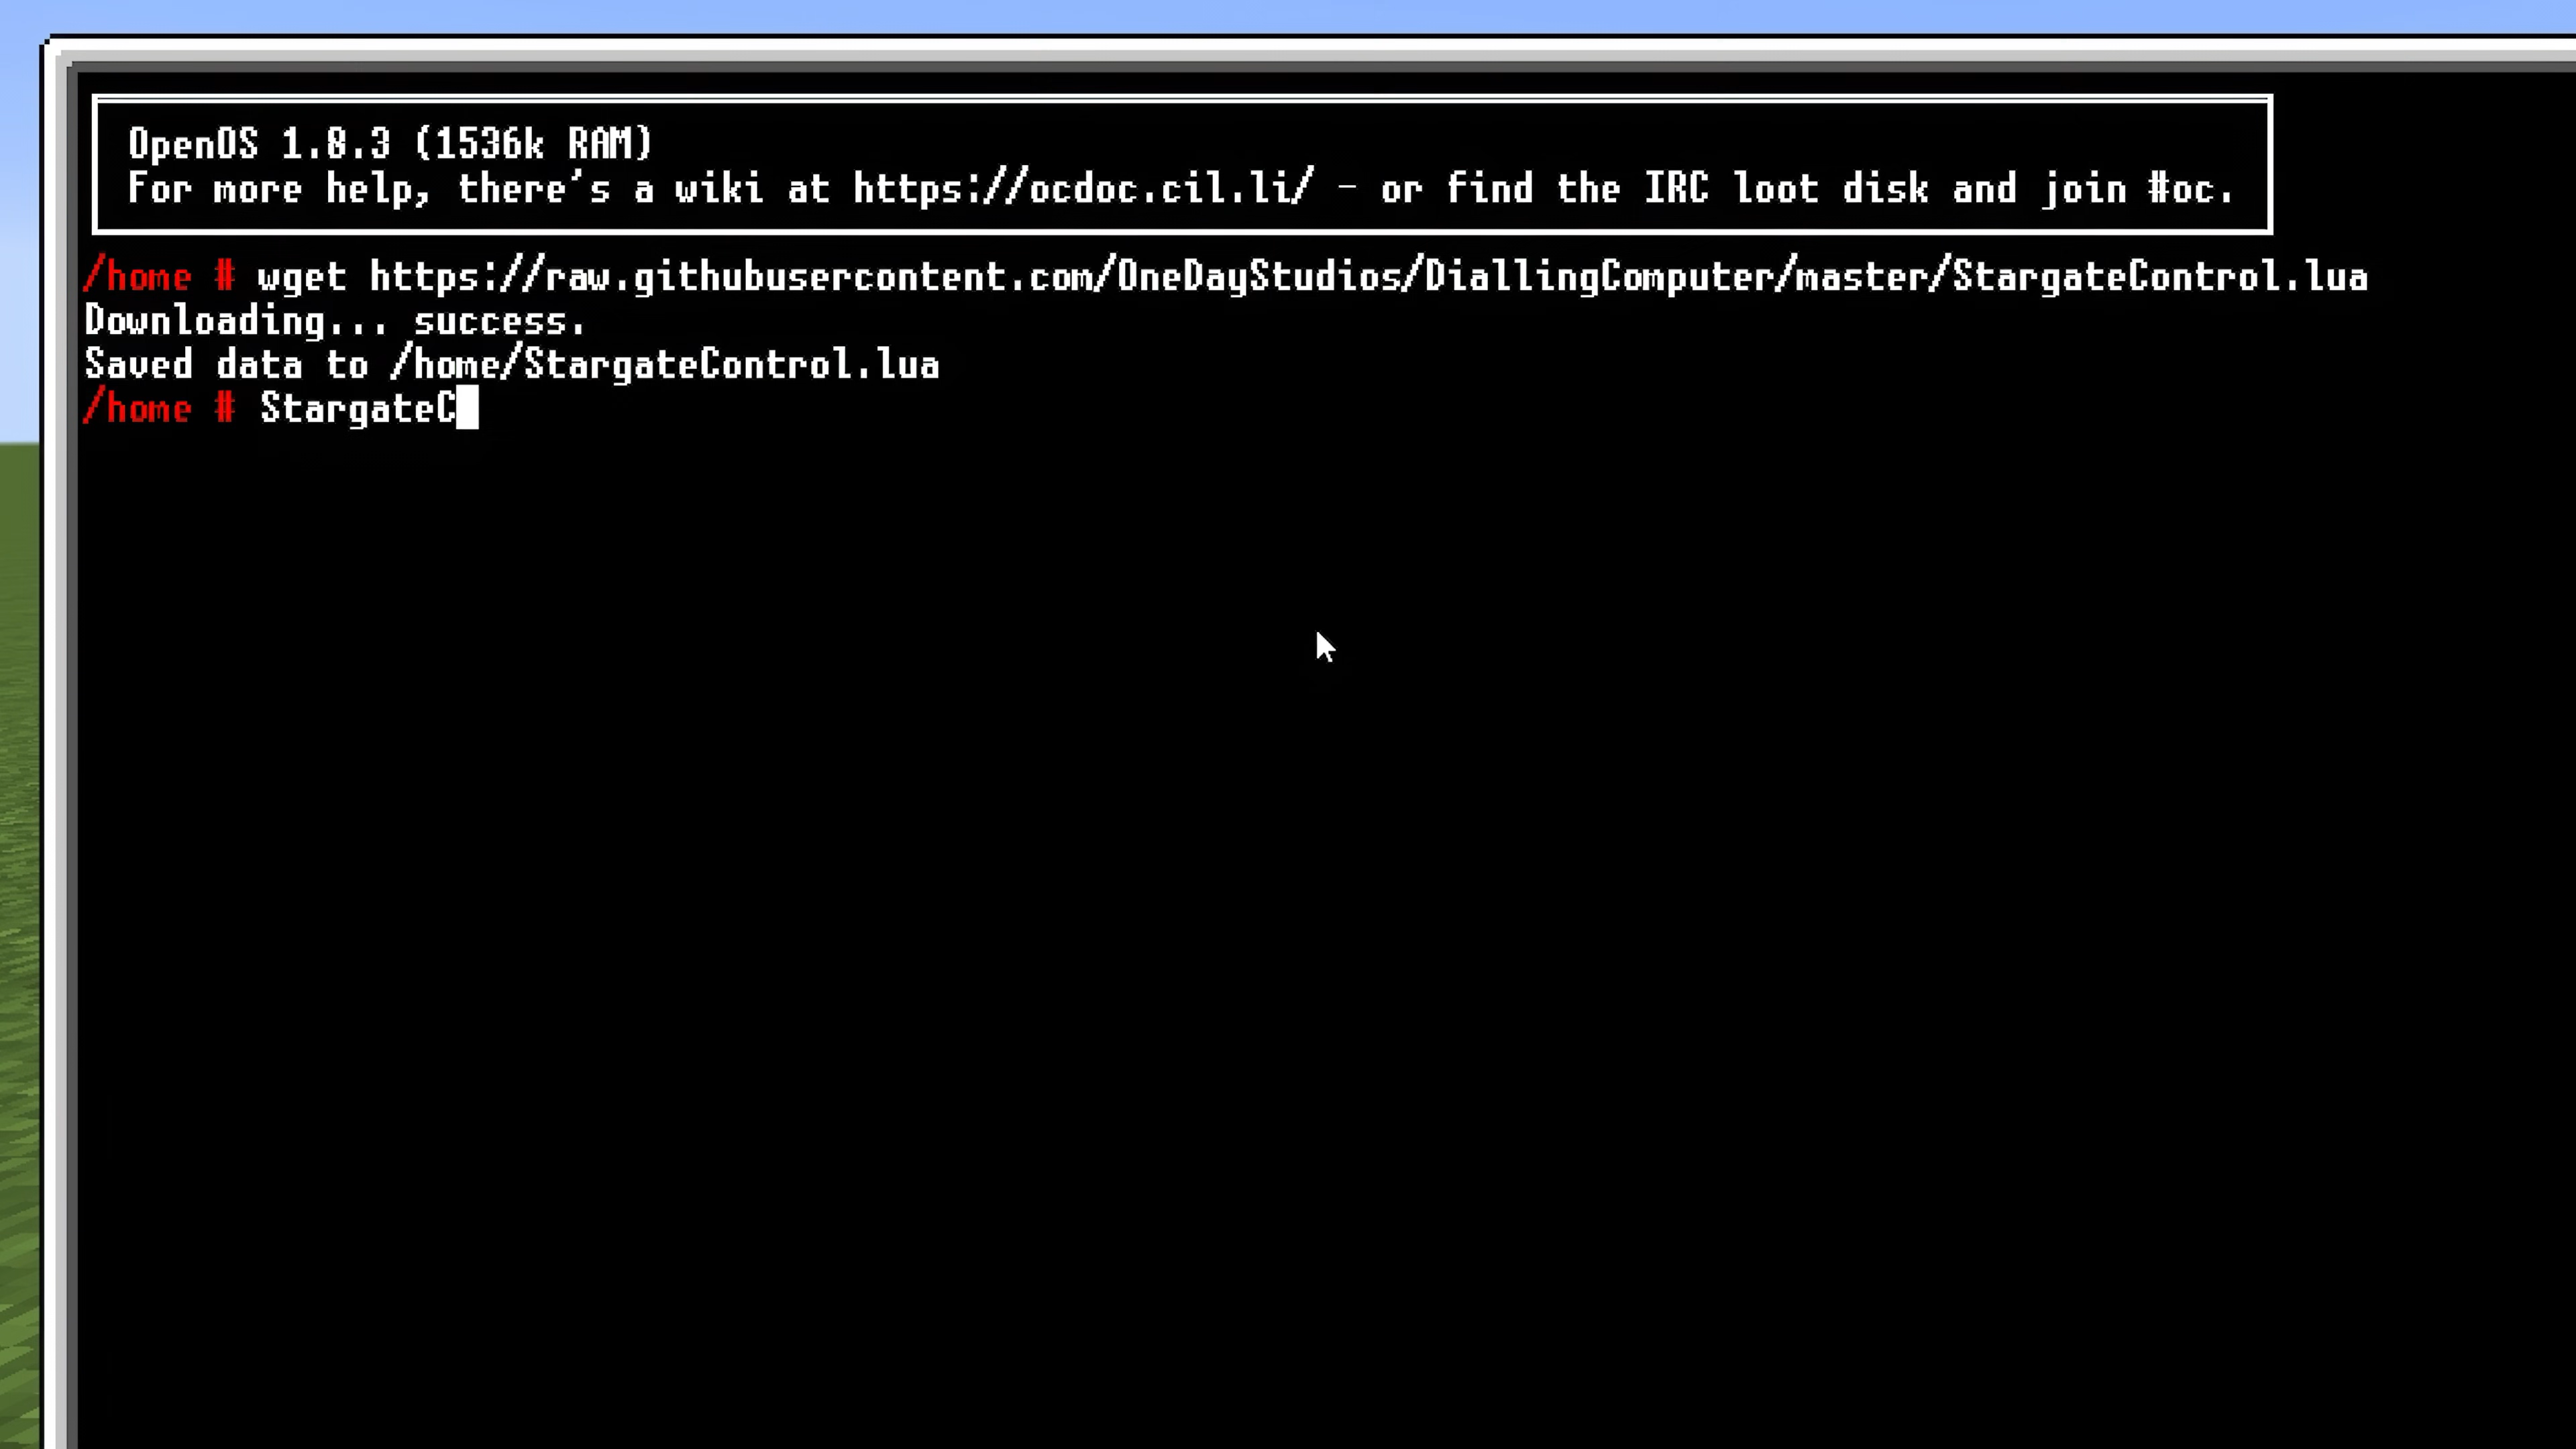 OpenOS 1.8.3 (1536k RAM)
For more help, there's a wiki at https://ocdoc.cil.li/ - or find the IRC loot disk and join #oc.
/home # wget https://raw.githubusercontent.com/OneDayStudios/DiallingComputer/master/StargateControl.lua
Downloading... success.
Saved data to /home/StargateControl.lua
/home # StargateC